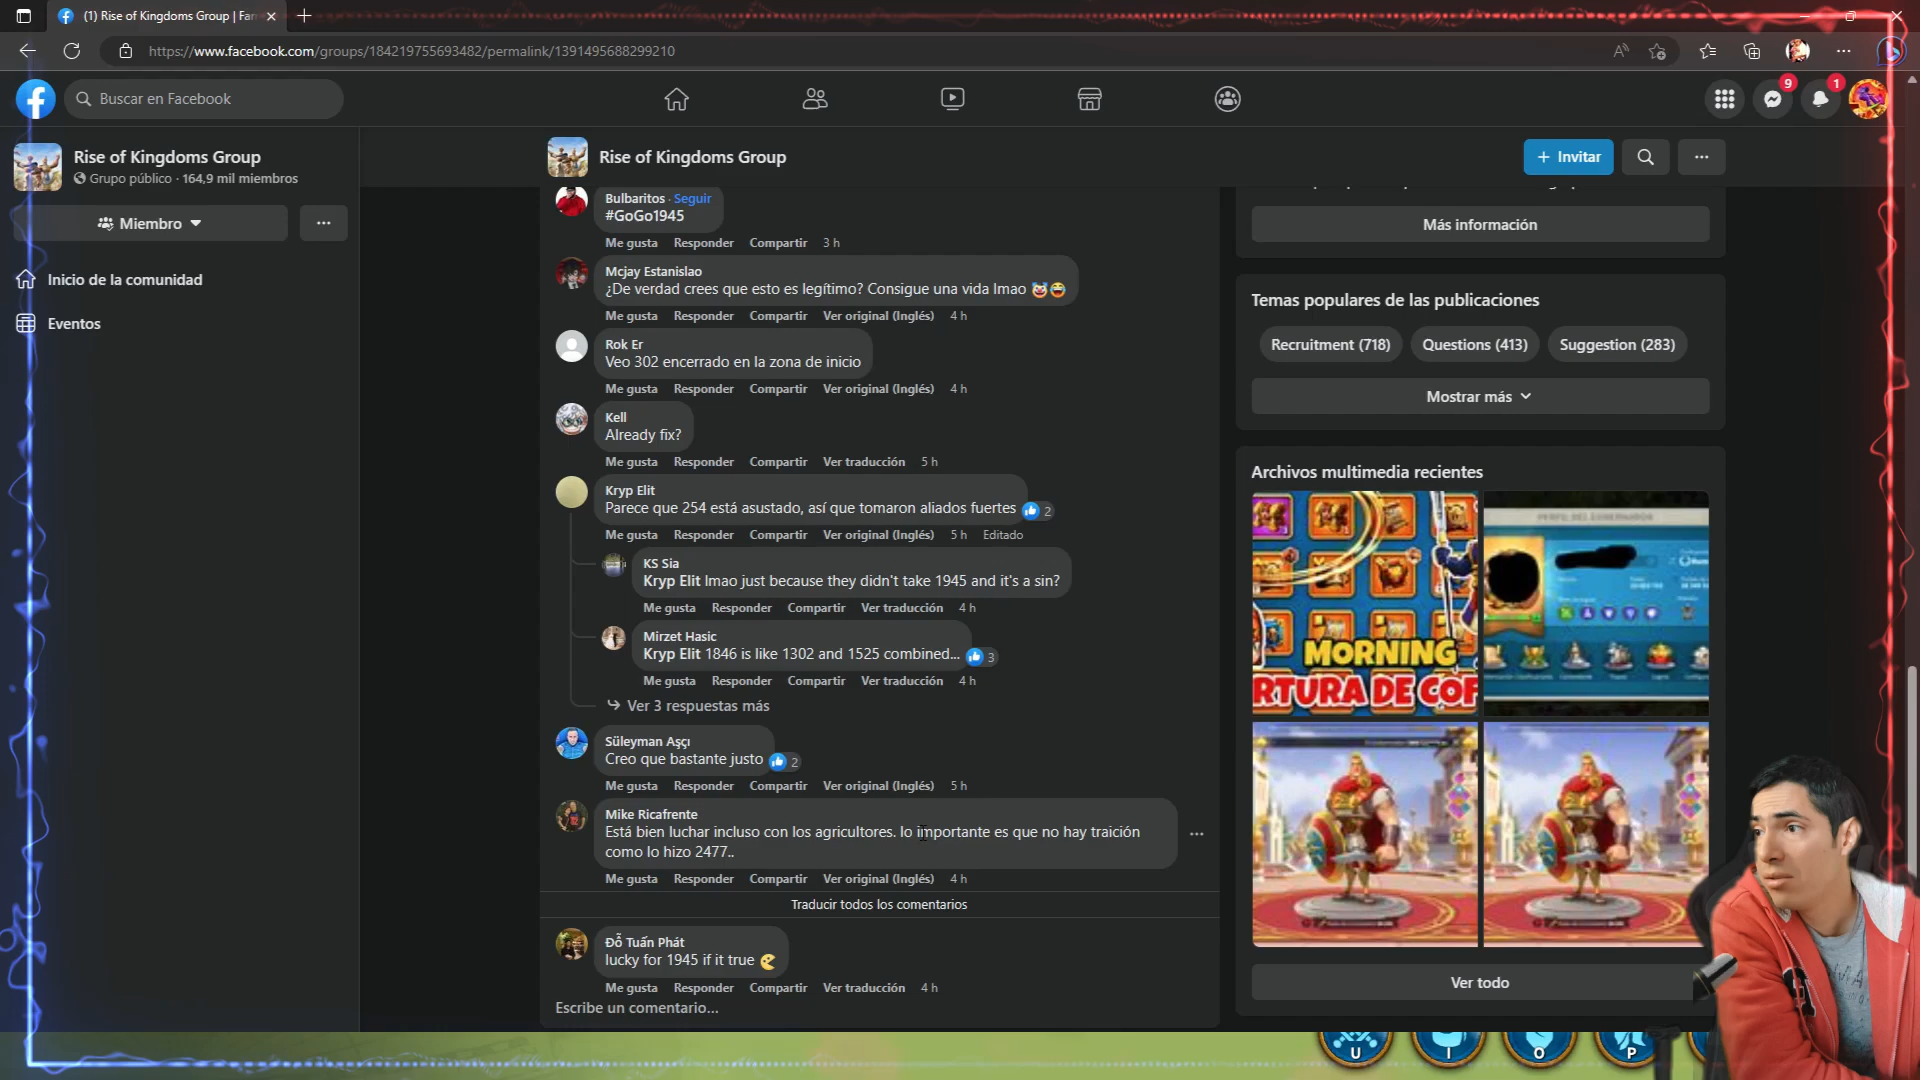 (1) Rise of Kingdoms Group | Fa
https://www.facebook.com/groups/184219755693482/permalink/1391495688299210
Buscar en Facebook
9
1
Rise of Kingdoms Group
Grupo público · 164,9 mil miembros
Miembro
Inicio de la comunidad
Eventos
Rise of Kingdoms Group
+ Invitar
Bulbaritos · Seguir
#GoGo1945
Me gusta Responder Compartir 3 h
Mcjay Estanislao
¿De verdad crees que esto es legítimo? Consigue una vida lmao 🤡😂
Me gusta Responder Compartir Ver original (Inglés) 4 h
Rok Er
Veo 302 encerrado en la zona de inicio
Me gusta Responder Compartir Ver original (Inglés) 4 h
Kell
Already fix?
Me gusta Responder Compartir Ver traducción 5 h
Kryp Elit
Parece que 254 está asustado, así que tomaron aliados fuertes 2
Me gusta Responder Compartir Ver original (Inglés) 5 h Editado
KS Sia
Kryp Elit lmao just because they didn't take 1945 and it's a sin?
Me gusta Responder Compartir Ver traducción 4 h
Mirzet Hasic
Kryp Elit 1846 is like 1302 and 1525 combined... 3
Me gusta Responder Compartir Ver traducción 4 h
Ver 3 respuestas más
Süleyman Aşçı
Creo que bastante justo 2
Me gusta Responder Compartir Ver original (Inglés) 5 h
Mike Ricafrente
Está bien luchar incluso con los agricultores. lo importante es que no hay traición
como lo hizo 2477..
Me gusta Responder Compartir Ver original (Inglés) 4 h
Traducir todos los comentarios
Đỗ Tuấn Phát
lucky for 1945 if it true
Me gusta Responder Compartir Ver traducción 4 h
Escribe un comentario...
Más información
Temas populares de las publicaciones
Recruitment (718) Questions (413) Suggestion (283)
Mostrar más
Archivos multimedia recientes
MORNING
RTURA DE COF
PERFIL DEL GOBERNADOR
Ver todo
U I O P